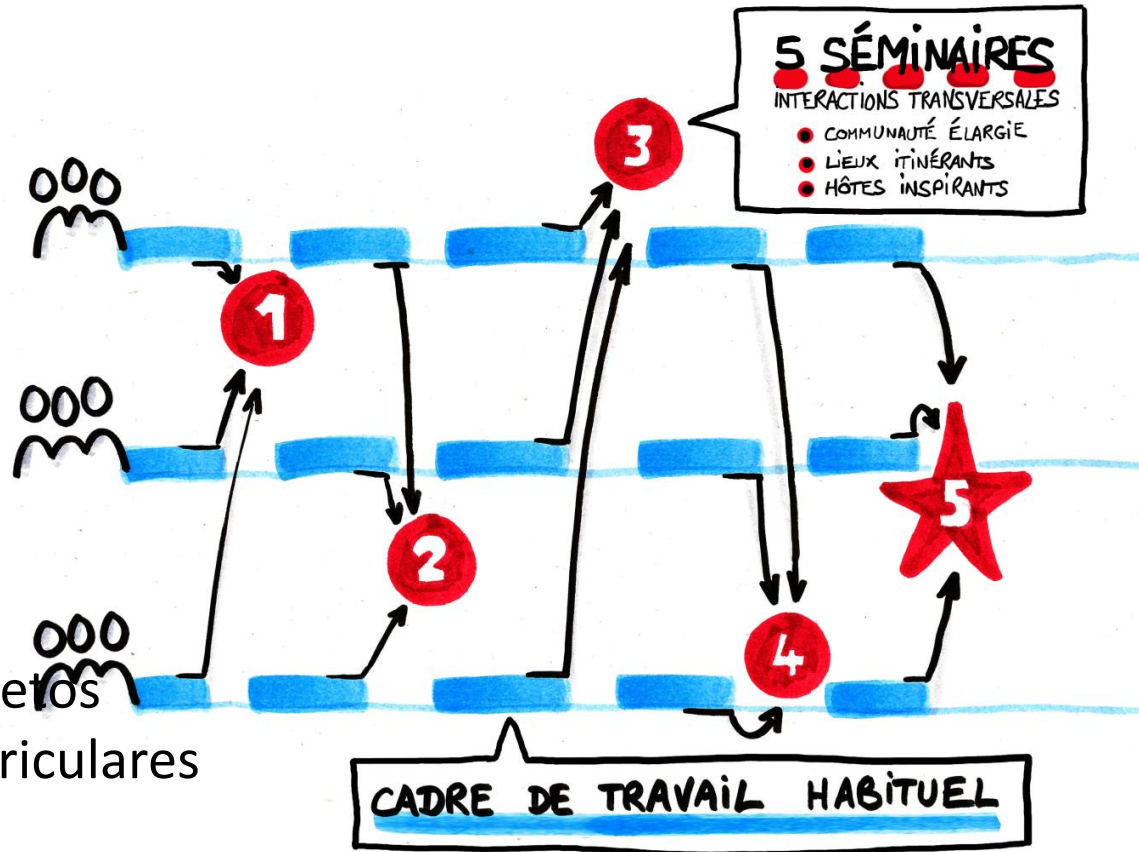 5 SÉMINAIRES
INTERACTIONS TRANSVERSALES
COMMUNAUTÉ ÉLARGIE
LIEUX ITINÉRANTS
HÔTES INSPIRANTS
3
1
5
2
4
etos
riculares
CADRE DE TRAVAIL HABITUEL